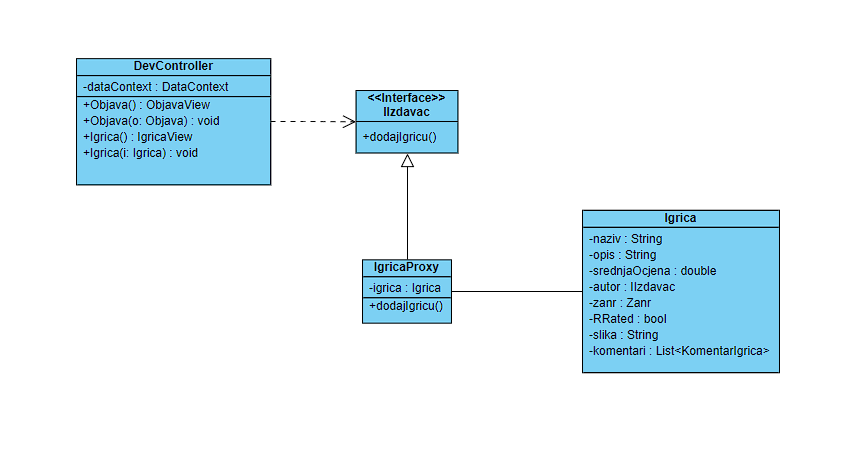 DevController
-dataContext : DataContext
+Objava() : ObjavaView
+Objava(o: Objava) : void
+Igrica() : IgricaView
+Igrica(i: Igrica) : void
<<Interface>>
IIzdavac
+dodajIgricu()
IgricaProxy
-igrica : Igrica
+dodajIgricu()
Igrica
-naziv : String
-opis : String
-srednjaOcjena : double
-autor : IIzdavac
-zanr : Zanr
-RRated : bool
-slika : String
-komentari : List<KomentarIgrica>